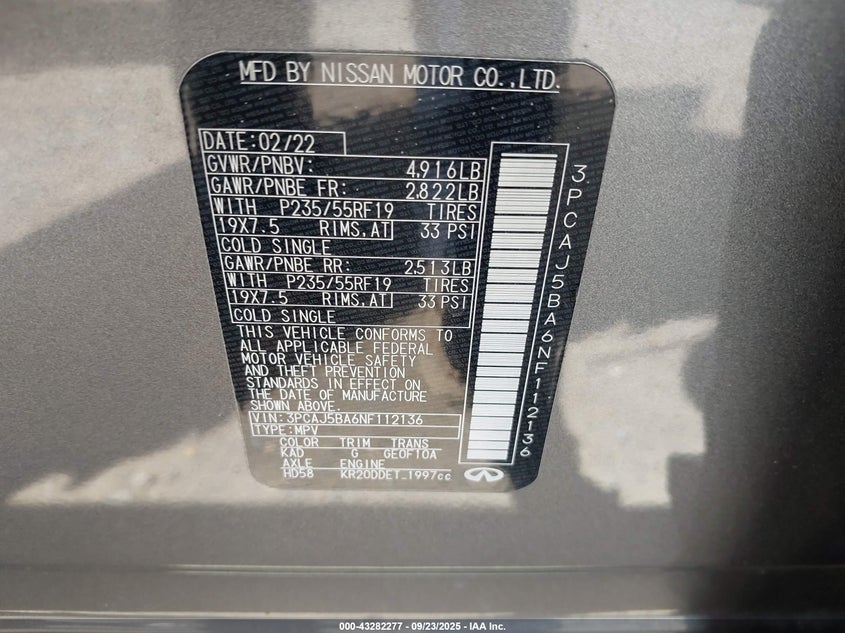 MFD BY NISSAN MOTOR CO.,LTD.
DATE:02/22
GVWR/PNBV: 4,916LB
GAWR/PNBE FR: 2,822LB
WITH P235/55RF19 TIRES
19X7.5 RIMS,AT 33 PSI
COLD SINGLE
GAWR/PNBE RR: 2,513LB
WITH P235/55RF19 TIRES
19X7.5 RIMS,AT 33 PSI
COLD SINGLE
THIS VEHICLE CONFORMS TO
ALL APPLICABLE FEDERAL
MOTOR VEHICLE SAFETY
AND THEFT PREVENTION
STANDARDS IN EFFECT ON
THE DATE OF MANUFACTURE
SHOWN ABOVE.
VIN:3PCAJ5BA6NF112136
TYPE:MPV
COLOR TRIM TRANS
KAD G GE0F10A
AXLE ENGINE
HD58 KR20DDET_1997cc
3PCAJ5BA6NF112136
000-43282277 - 09/23/2025 - IAA Inc.